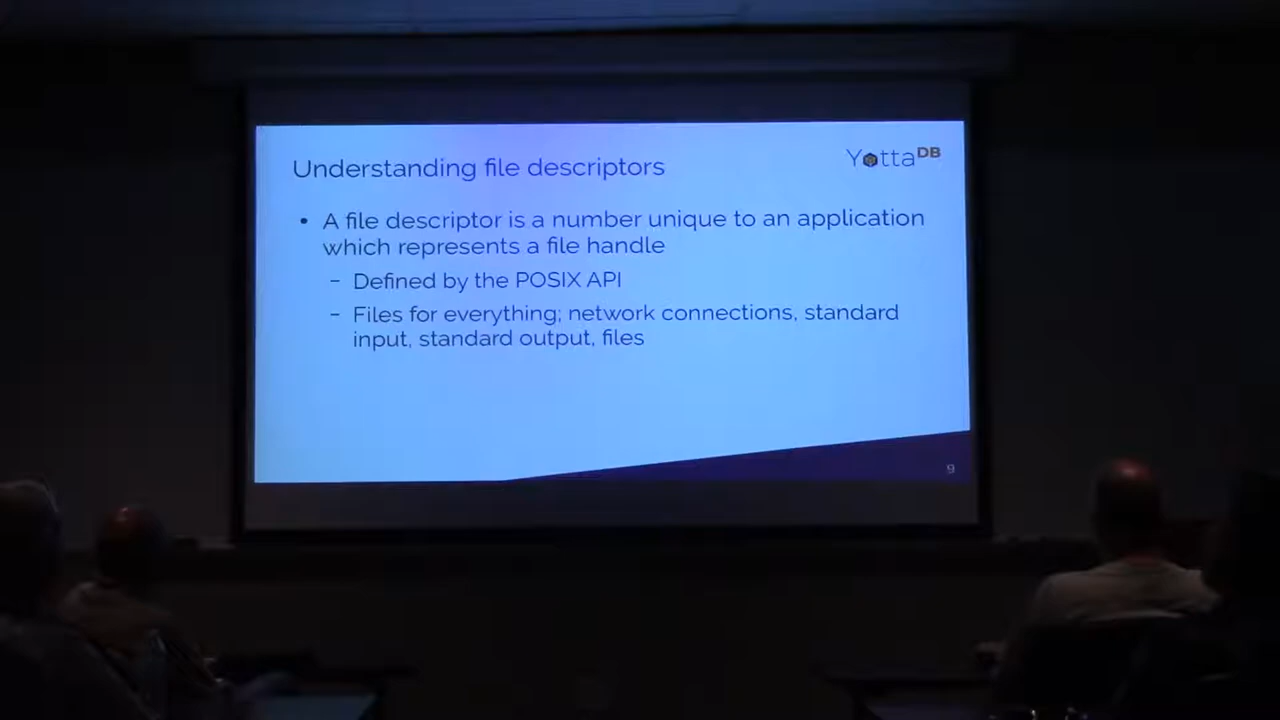 Understanding file descriptors
YottaDB
• A file descriptor is a number unique to an application
which represents a file handle
– Defined by the POSIX API
– Files for everything; network connections, standard
input, standard output, files
9